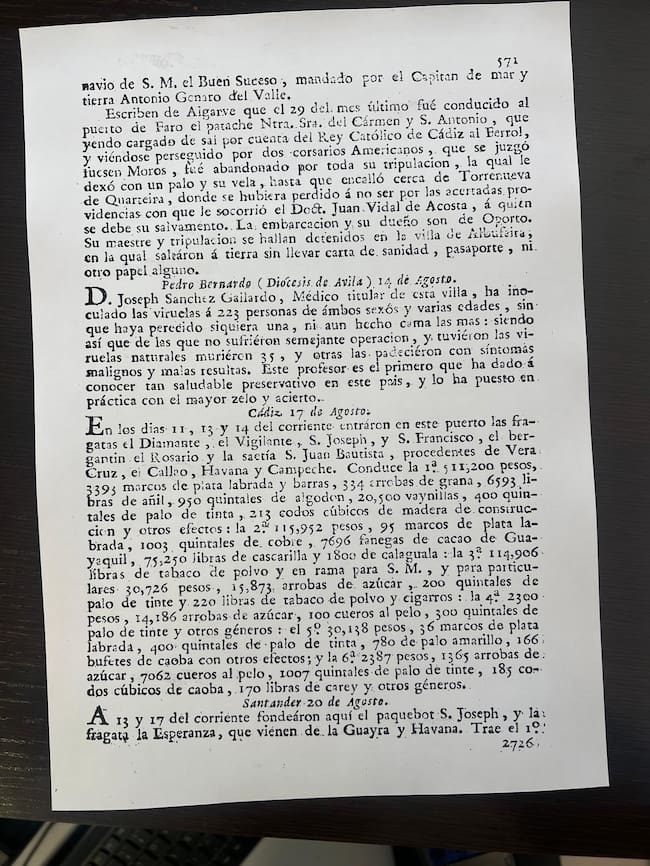 571
navio de S. M. el Buen Suceso, mandado por el Capitan de mar y
tierra Antonio Genaro del Valle.
Escriben de Algarve que el 29 del mes último fué conducido al
puerto de Faro el patache Ntra. Sra. del Cármen y S. Antonio, que
yendo cargado de sal por cuenta del Rey Católico de Cádiz al Ferrol,
y viéndose perseguido por dos corsarios Americanos, que se juzgó
fuesen Moros, fué abandonado por toda su tripulacion, la qual le
dexó con un palo y su vela, hasta que encalló cerca de Torrenueva
de Quarteira, donde se hubiera perdido á no ser por las acertadas pro-
videncias con que le socorrió el Doct. Juan Vidal de Acosta, á quien
se debe su salvamento. La embarcacion y su dueño son de Oporto.
Su maestre y tripulacion se hallan detenidos en la villa de Albufeira,
en la qual saltáron á tierra sin llevar carta de sanidad, pasaporte, ni
otro papel alguno.
Pedro Bernardo (Diócesis de Avila) 14 de Agosto.
D. Joseph Sanchez Gallardo, Médico titular de esta villa, ha ino-
culado las viruelas á 223 personas de ámbos sexôs y varias edades, sin
que haya perecido siquiera una, ni aun hecho cama las mas: siendo
así que de las que no sufriéron semejante operacion, y tuviéron las vi-
ruelas naturales muriéron 35, y otras las padeciéron con síntomas
malignos y malas resultas. Este profesor es el primero que ha dado á
conocer tan saludable preservativo en este pais, y lo ha puesto en
práctica con el mayor zelo y acierto.
Cádiz 17 de Agosto.
En los dias 11, 13 y 14 del corriente entráron en este puerto las fra-
gatas el Diamante, el Vigilante, S. Joseph, y S. Francisco, el ber-
gantin el Rosario y la saetía S. Juan Bautista, procedentes de Vera
Cruz, el Callao, Havana y Campeche. Conduce la 1ª 511,200 pesos,
3393 marcos de plata labrada y barras, 334 arrobas de grana, 6593 li-
bras de añil, 950 quintales de algodon, 20,500 vaynillas, 400 quin-
tales de palo de tinta, 213 codos cúbicos de madera de construc-
cion y otros efectos: la 2ª 115,952 pesos, 95 marcos de plata la-
brada, 1003 quintales de cobre, 7696 fanegas de cacao de Gua-
yaquil, 75,250 libras de cascarilla y 1800 de calaguala: la 3ª 114,906
libras de tabaco de polvo y en rama para S. M., y para particu-
lares 30,726 pesos, 15,873 arrobas de azúcar, 200 quintales de
palo de tinte y 220 libras de tabaco de polvo y cigarros: la 4ª 2300
pesos, 14,186 arrobas de azúcar, 100 cueros al pelo, 300 quintales de
palo de tinte y otros géneros: el 5º 30,138 pesos, 36 marcos de plata
labrada, 400 quintales de palo de tinta, 780 de palo amarillo, 166
bufetes de caoba con otros efectos; y la 6ª 2387 pesos, 1365 arrobas de
azúcar, 7062 cueros al pelo, 1007 quintales de palo de tinte, 185 co-
dos cúbicos de caoba, 170 libras de carey y otros géneros.
Santander 20 de Agosto.
A 13 y 17 del corriente fondeáron aquí el paquebot S. Joseph, y la
fragata la Esperanza, que vienen de la Guayra y Havana. Trae el 1º
2726